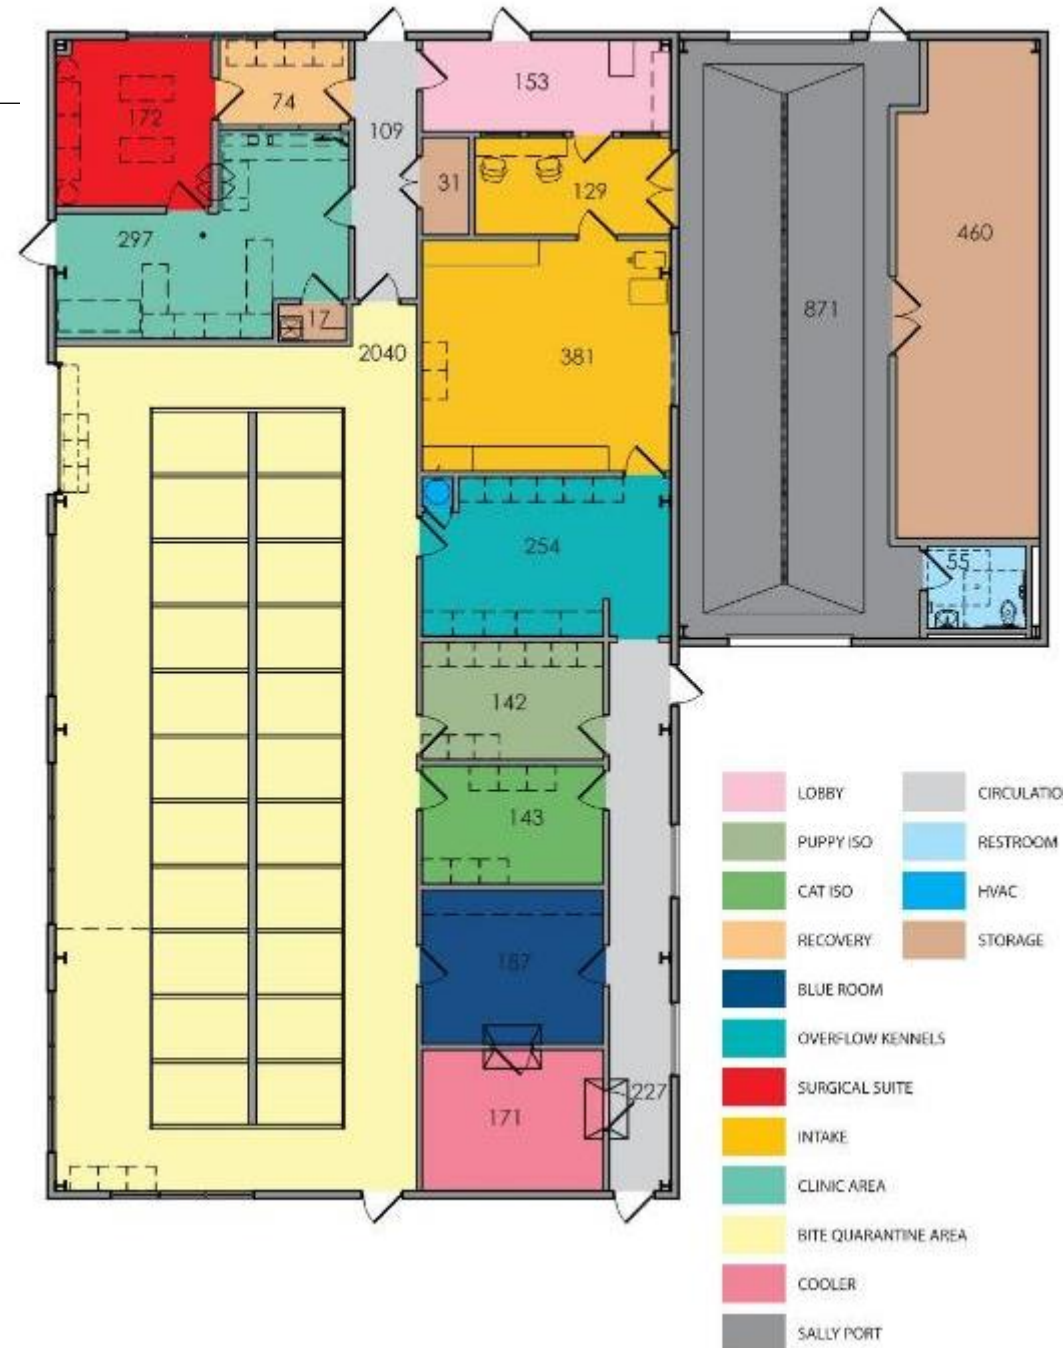 153
74
172
109
31
129
460
297
871
17
2040
381
254
55
142
143
187
171
227
LOBBY
CIRCULATIO
PUPPY ISO
RESTROOM
CAT ISO
HVAC
RECOVERY
STORAGE
BLUE ROOM
OVERFLOW KENNELS
SURGICAL SUITE
INTAKE
CLINIC AREA
BITE QUARANTINE AREA
COOLER
SALLY PORT